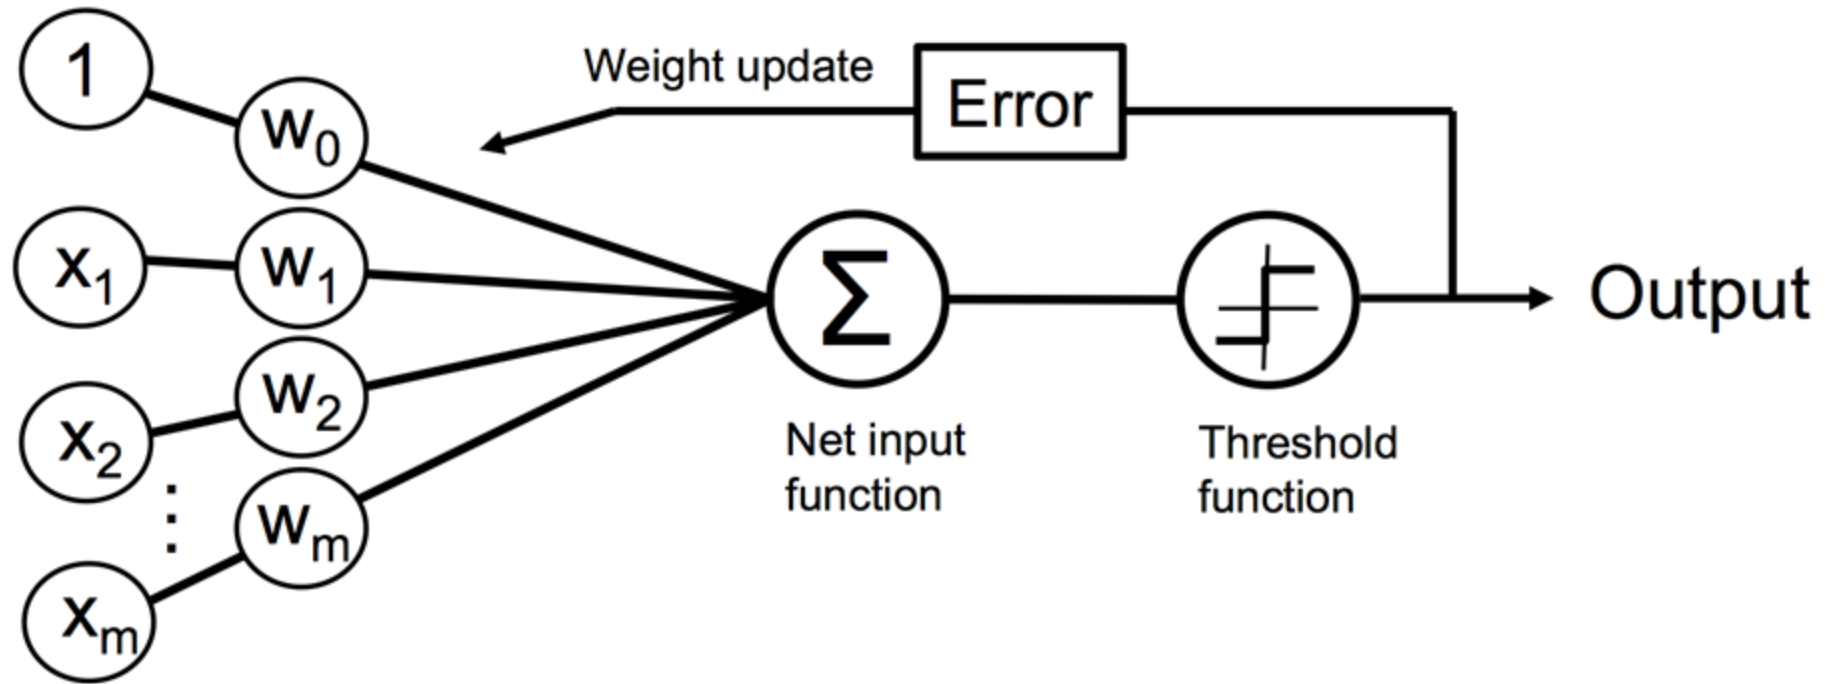 1
w0
Weight update
Error
x1
w1
Σ
Output
x2
w2
Net input
function
Threshold
function
⋮
xm
wm